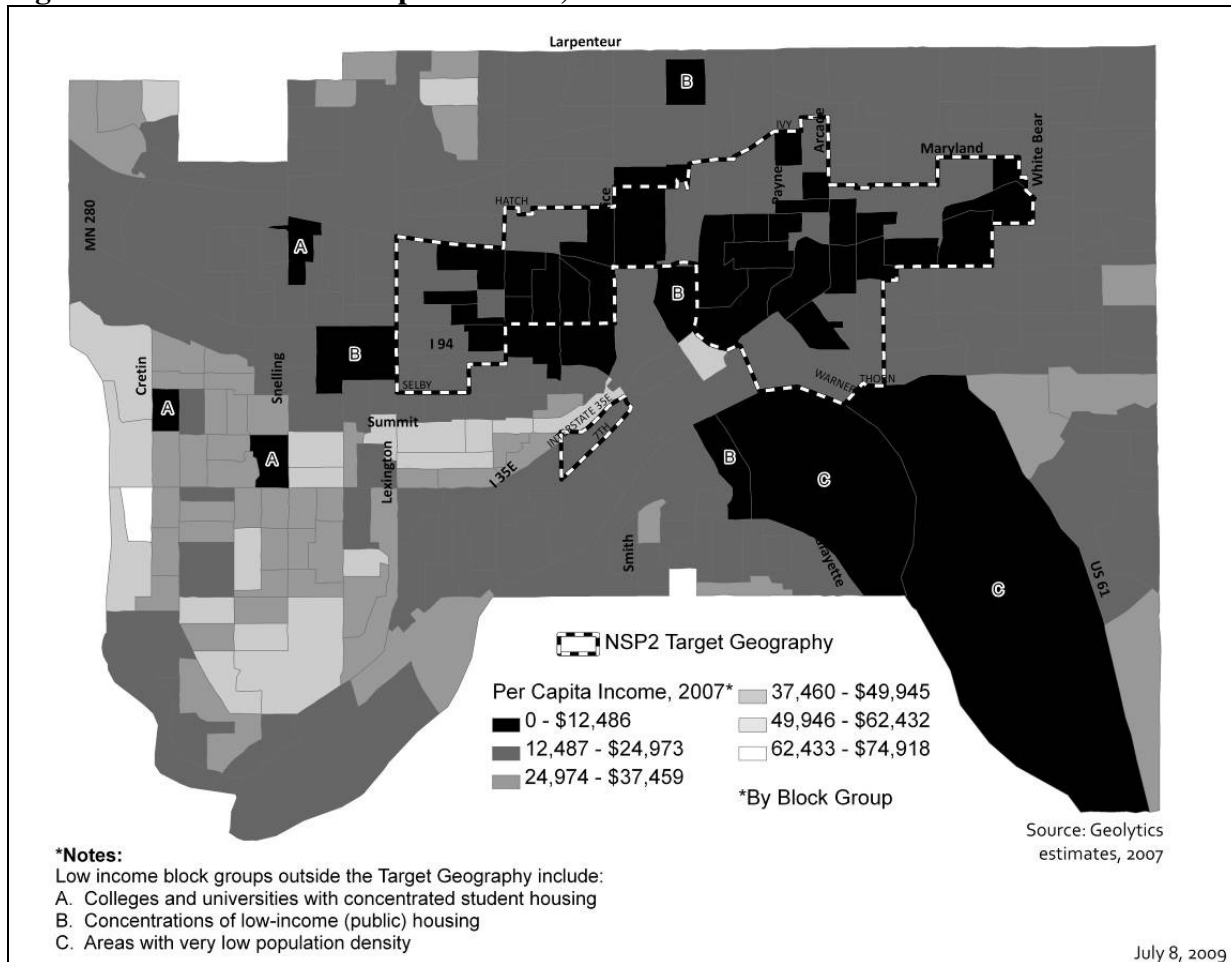 Larpenteur
B
IVY
Arcade
Maryland
White Bear
Payne
HATCH
MN 280
A
B
I 94
B
SELBY
Cretin
Snelling
A
A
Summit
Lexington
INTERSTATE 35E
7TH
I 35E
WARNER
THORN
B
C
Smith
US 61
C
NSP2 Target Geography
Per Capita Income, 2007*
0 - $12,486
12,487 - $24,973
24,974 - $37,459
37,460 - $49,945
49,946 - $62,432
62,433 - $74,918
*By Block Group
Source: Geolytics
estimates, 2007
*Notes:
Low income block groups outside the Target Geography include:
A. Colleges and universities with concentrated student housing
B. Concentrations of low-income (public) housing
C. Areas with very low population density
July 8, 2009